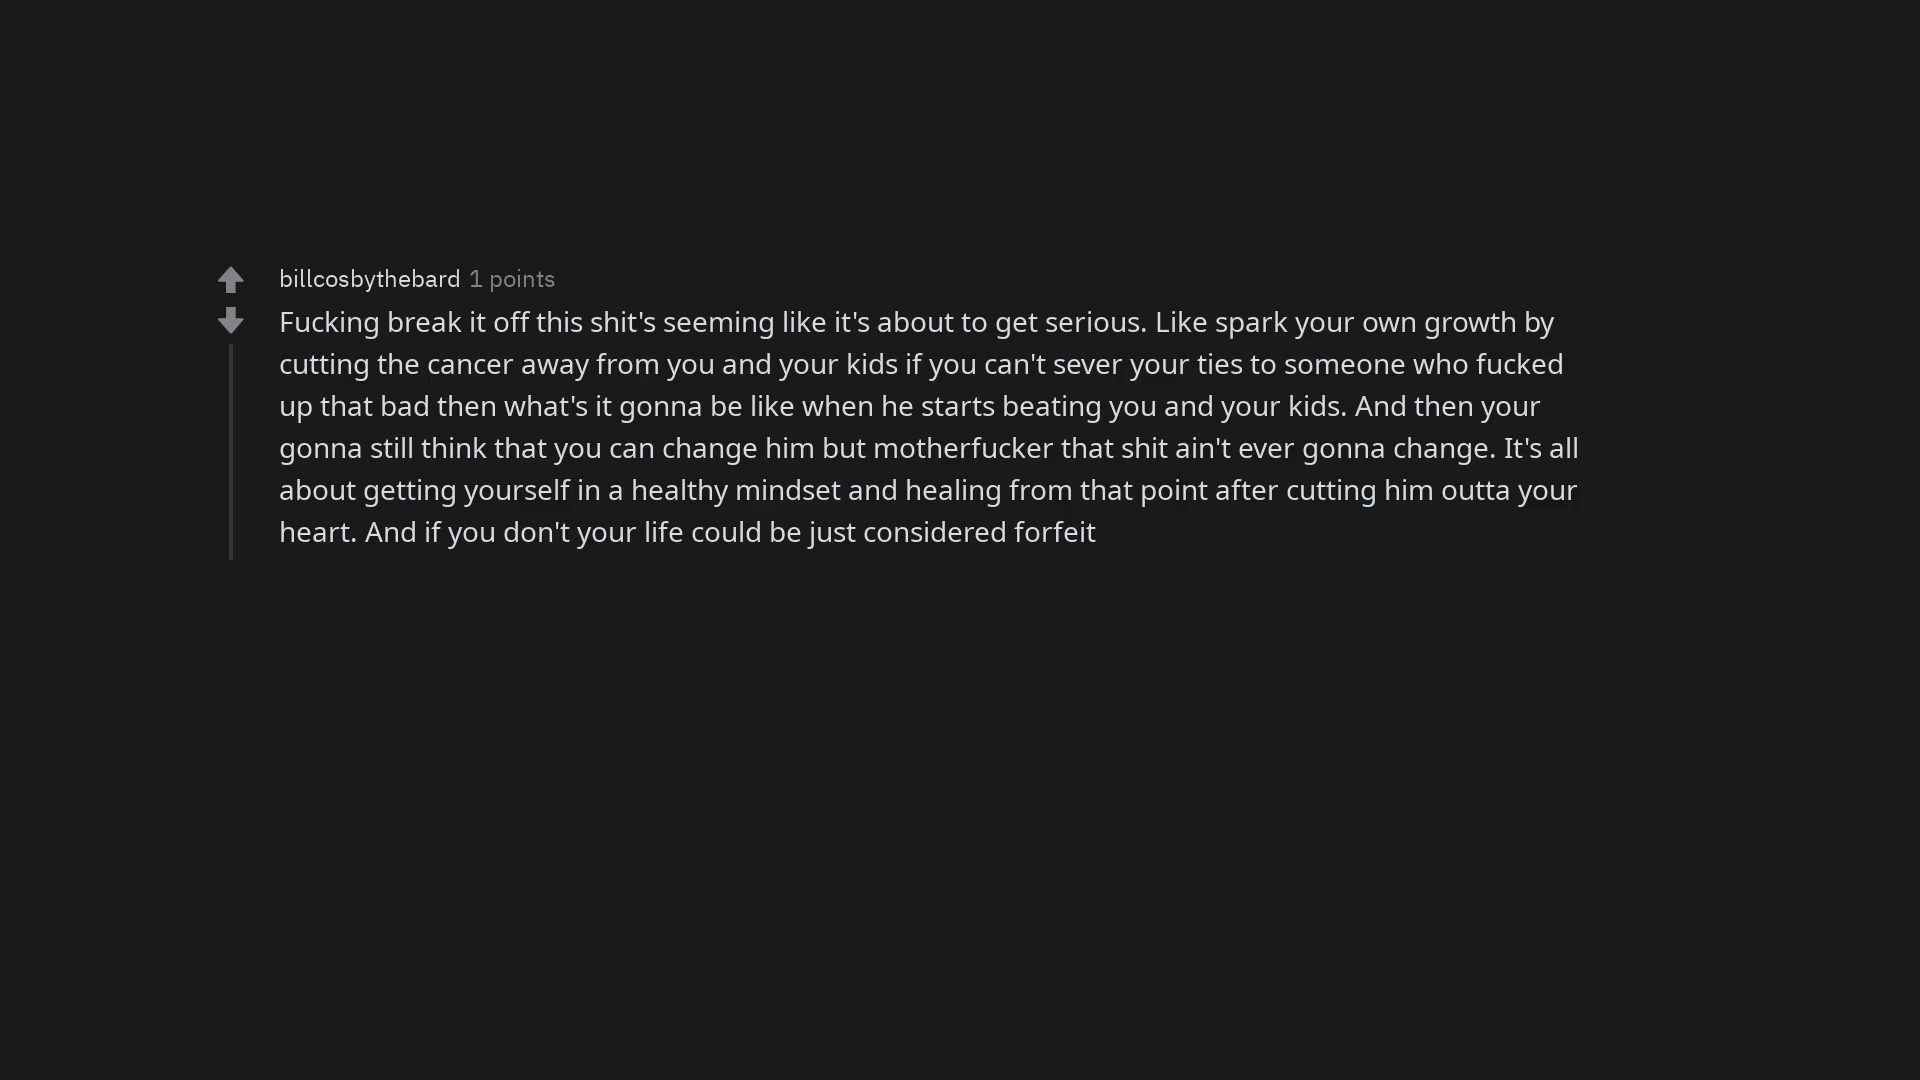 billcosbythebard 1 points
Fucking break it off this shit's seeming like it's about to get serious. Like spark your own growth by
cutting the cancer away from you and your kids if you can't sever your ties to someone who fucked
up that bad then what's it gonna be like when he starts beating you and your kids. And then your
gonna still think that you can change him but motherfucker that shit ain't ever gonna change. It's all
about getting yourself in a healthy mindset and healing from that point after cutting him outta your
heart. And if you don't your life could be just considered forfeit